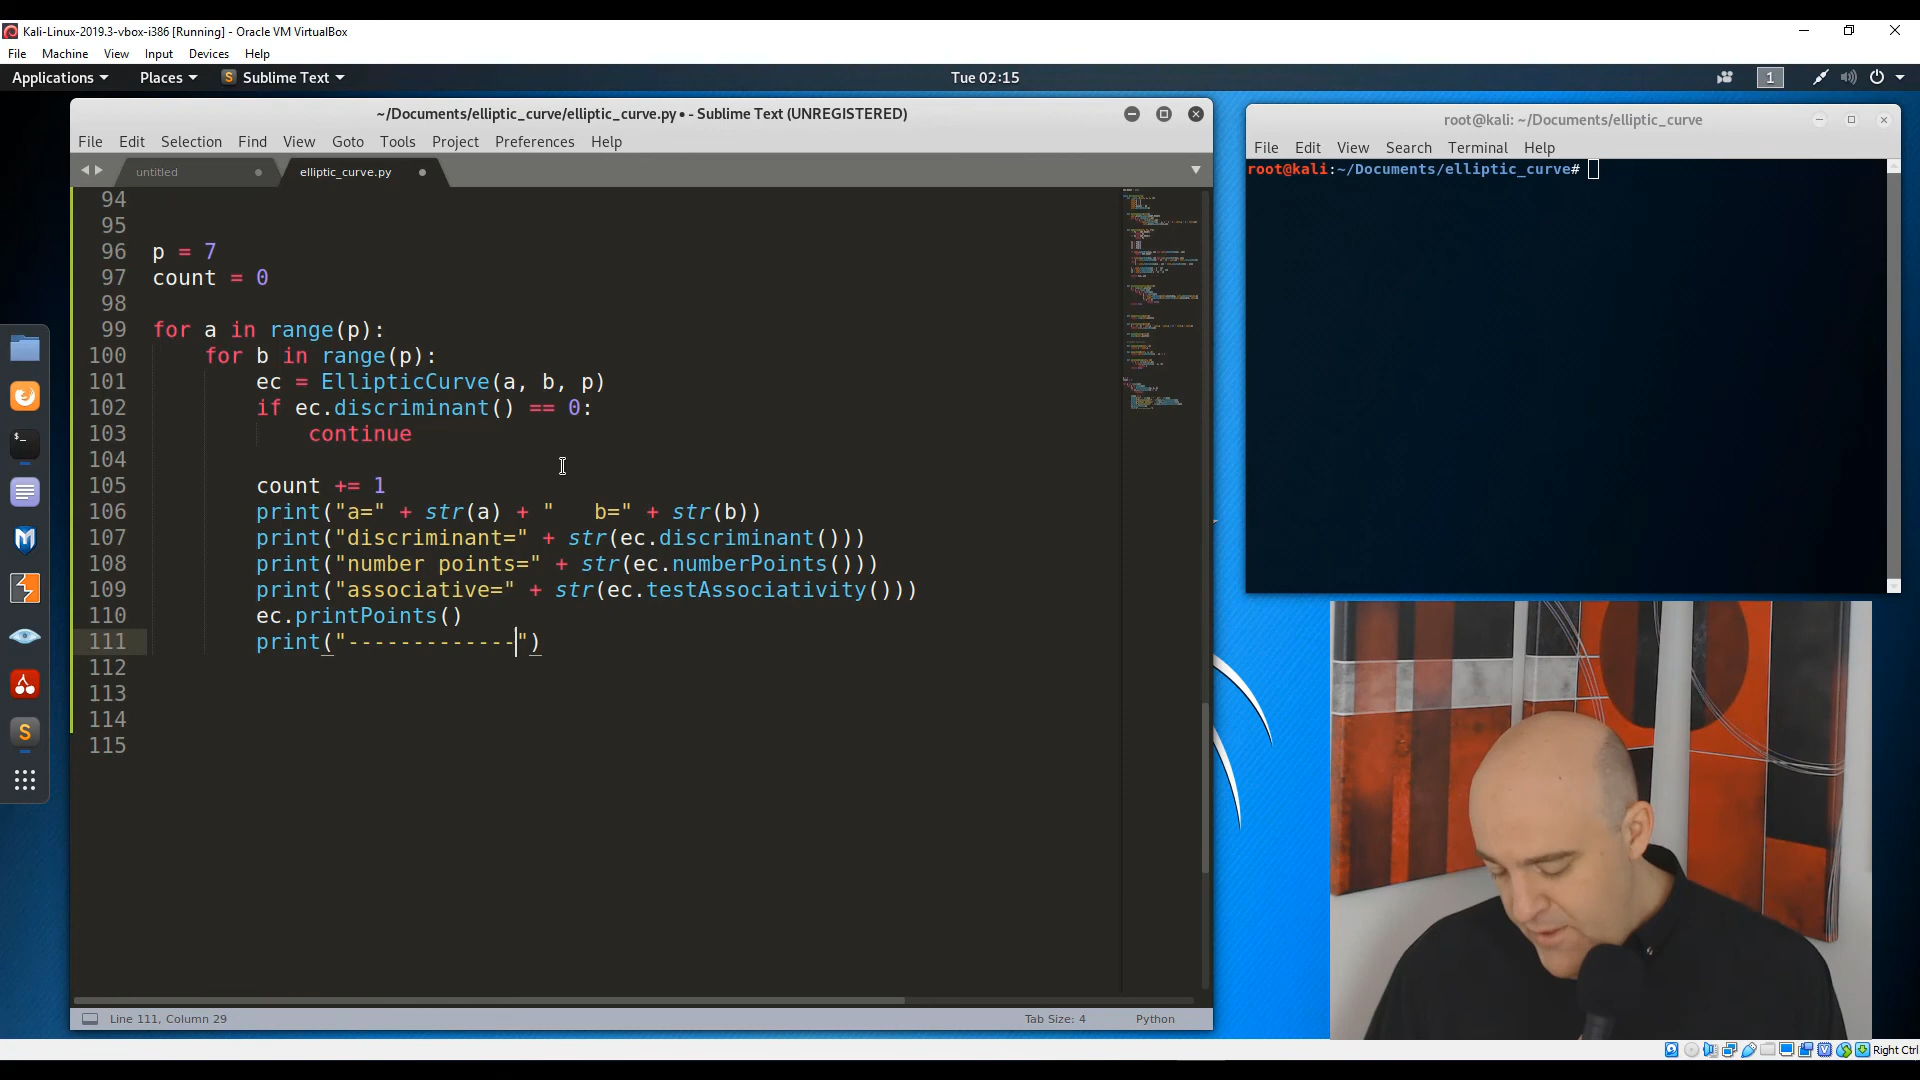 Kali-Linux-2019.3-vbox-i386 [Running] - Oracle VM VirtualBox
File Machine View Input Devices Help
Applications Places Sublime Text Tue 02:15 1
~/Documents/elliptic_curve/elliptic_curve.py • - Sublime Text (UNREGISTERED)
File Edit Selection Find View Goto Tools Project Preferences Help
untitled elliptic_curve.py
94
95
96 p = 7
97 count = 0
98
99 for a in range(p):
100 for b in range(p):
101 ec = EllipticCurve(a, b, p)
102 if ec.discriminant() == 0:
103 continue
104
105 count += 1
106 print("a=" + str(a) + "   b=" + str(b))
107 print("discriminant=" + str(ec.discriminant()))
108 print("number points=" + str(ec.numberPoints()))
109 print("associative=" + str(ec.testAssociativity()))
110 ec.printPoints()
111 print("-------------")
112
113
114
115
Line 111, Column 29 Tab Size: 4 Python
root@kali: ~/Documents/elliptic_curve
File Edit View Search Terminal Help
root@kali:~/Documents/elliptic_curve#
Right Ctrl